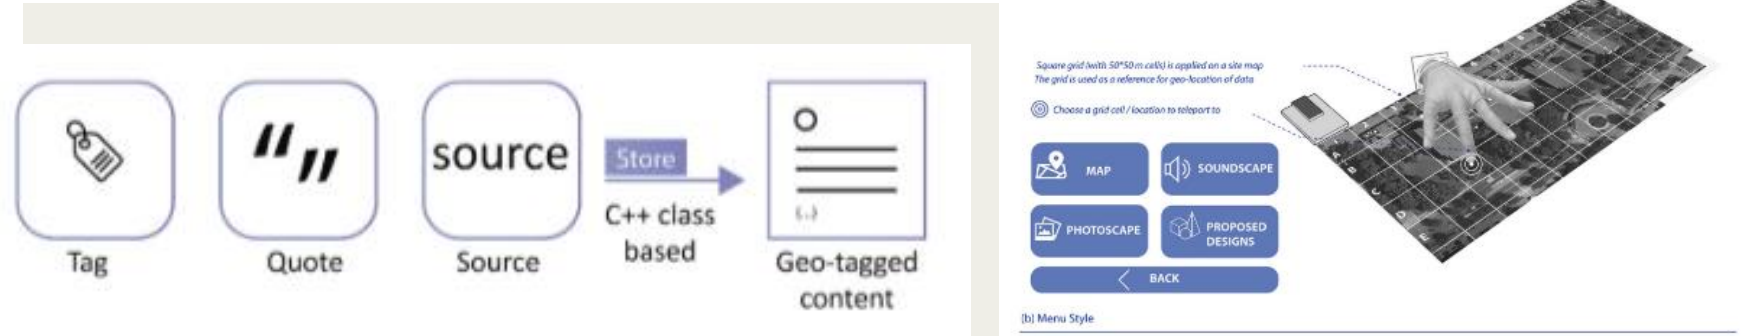 source
Store
C++ class
based
Tag
Quote
Source
Geo-tagged
content
Square grid (with 50*50 m cells) is applied on a site map
The grid is used as a reference for geo-location of data
Choose a grid cell / location to teleport to
MAP
SOUNDSCAPE
PHOTOSCAPE
PROPOSED
DESIGNS
BACK
A
B
C
D
E
(b) Menu Style